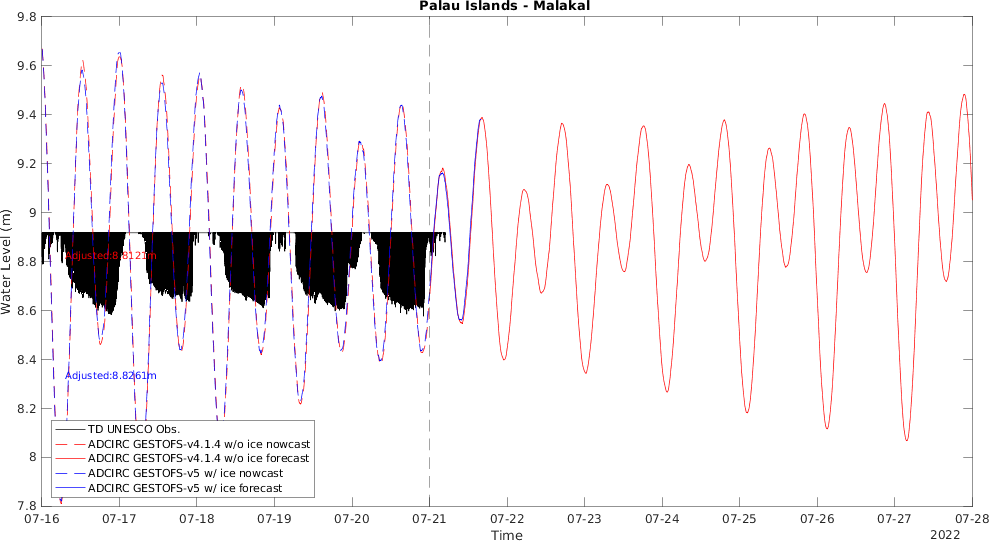 Palau Islands - Malakal
9.8
9.6
9.4
9.2
9
8.8
8.6
8.4
8.2
8
7.8
Water Level (m)
Adjusted:8.8121m
Adjusted:8.8261m
TD UNESCO Obs.
ADCIRC GESTOFS-v4.1.4 w/o ice nowcast
ADCIRC GESTOFS-v4.1.4 w/o ice forecast
ADCIRC GESTOFS-v5 w/ ice nowcast
ADCIRC GESTOFS-v5 w/ ice forecast
07-16 07-17 07-18 07-19 07-20 07-21 07-22 07-23 07-24 07-25 07-26 07-27 07-28
Time
2022